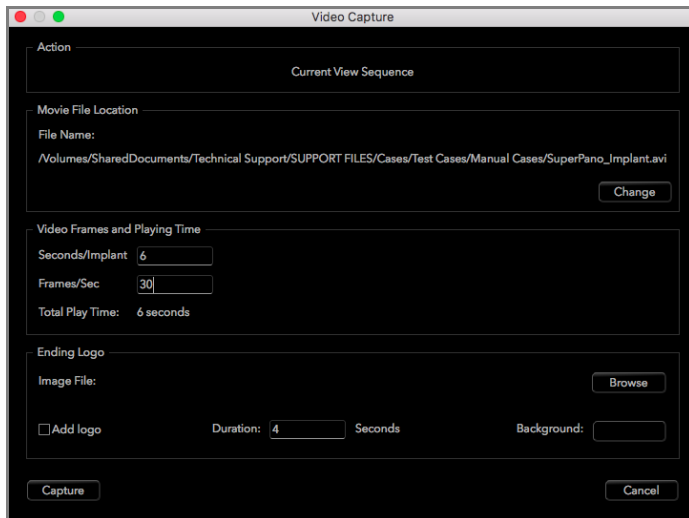 Video Capture
Action
Current View Sequence
Movie File Location
File Name:
/Volumes/SharedDocuments/Technical Support/SUPPORT FILES/Cases/Test Cases/Manual Cases/SuperPano_Implant.avi
Change
Video Frames and Playing Time
Seconds/Implant 6
Frames/Sec 30
Total Play Time: 6 seconds
Ending Logo
Image File: Browse
Add logo Duration: 4 Seconds Background:
Capture Cancel